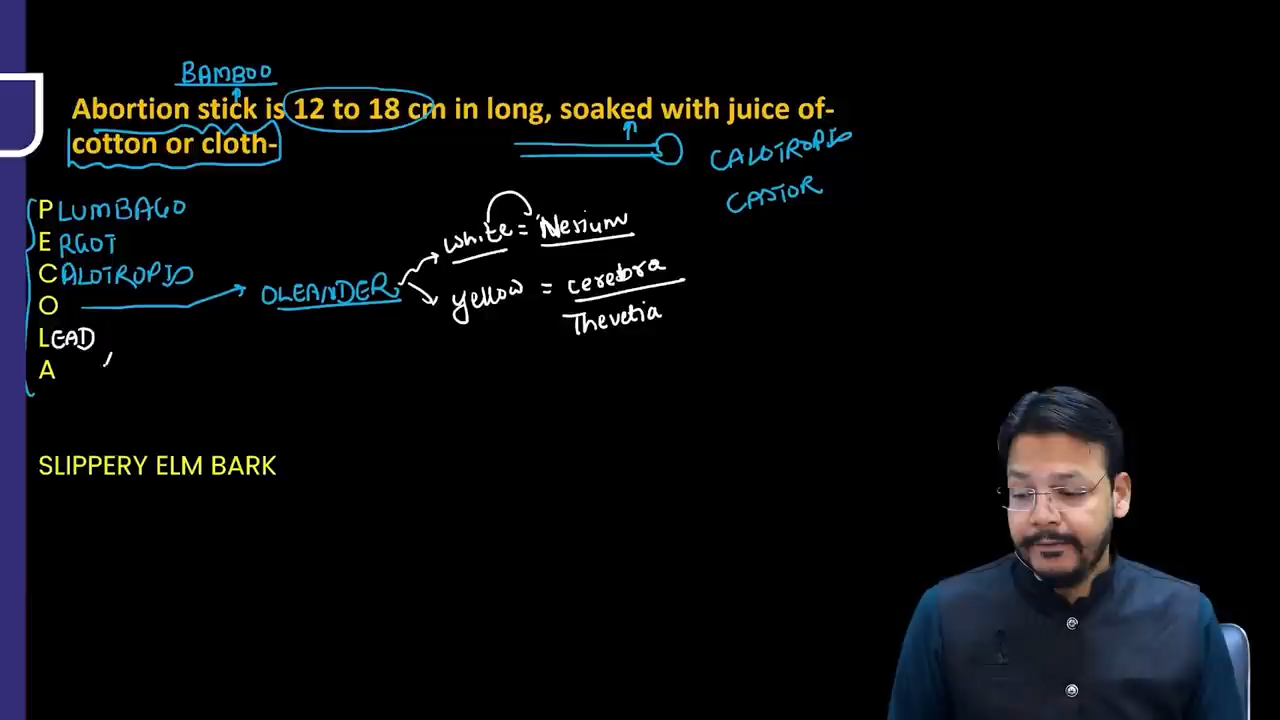 BAMBOO
Abortion stick is 12 to 18 cm in long, soaked with juice of-
cotton or cloth-
CALOTROPIS
CASTOR
PLUMBAGO
ERGOT
CALOTROPIS
O
OLEANDER
white = Nerium
yellow = cerebra
Thevetia
LEAD,
A
SLIPPERY ELM BARK